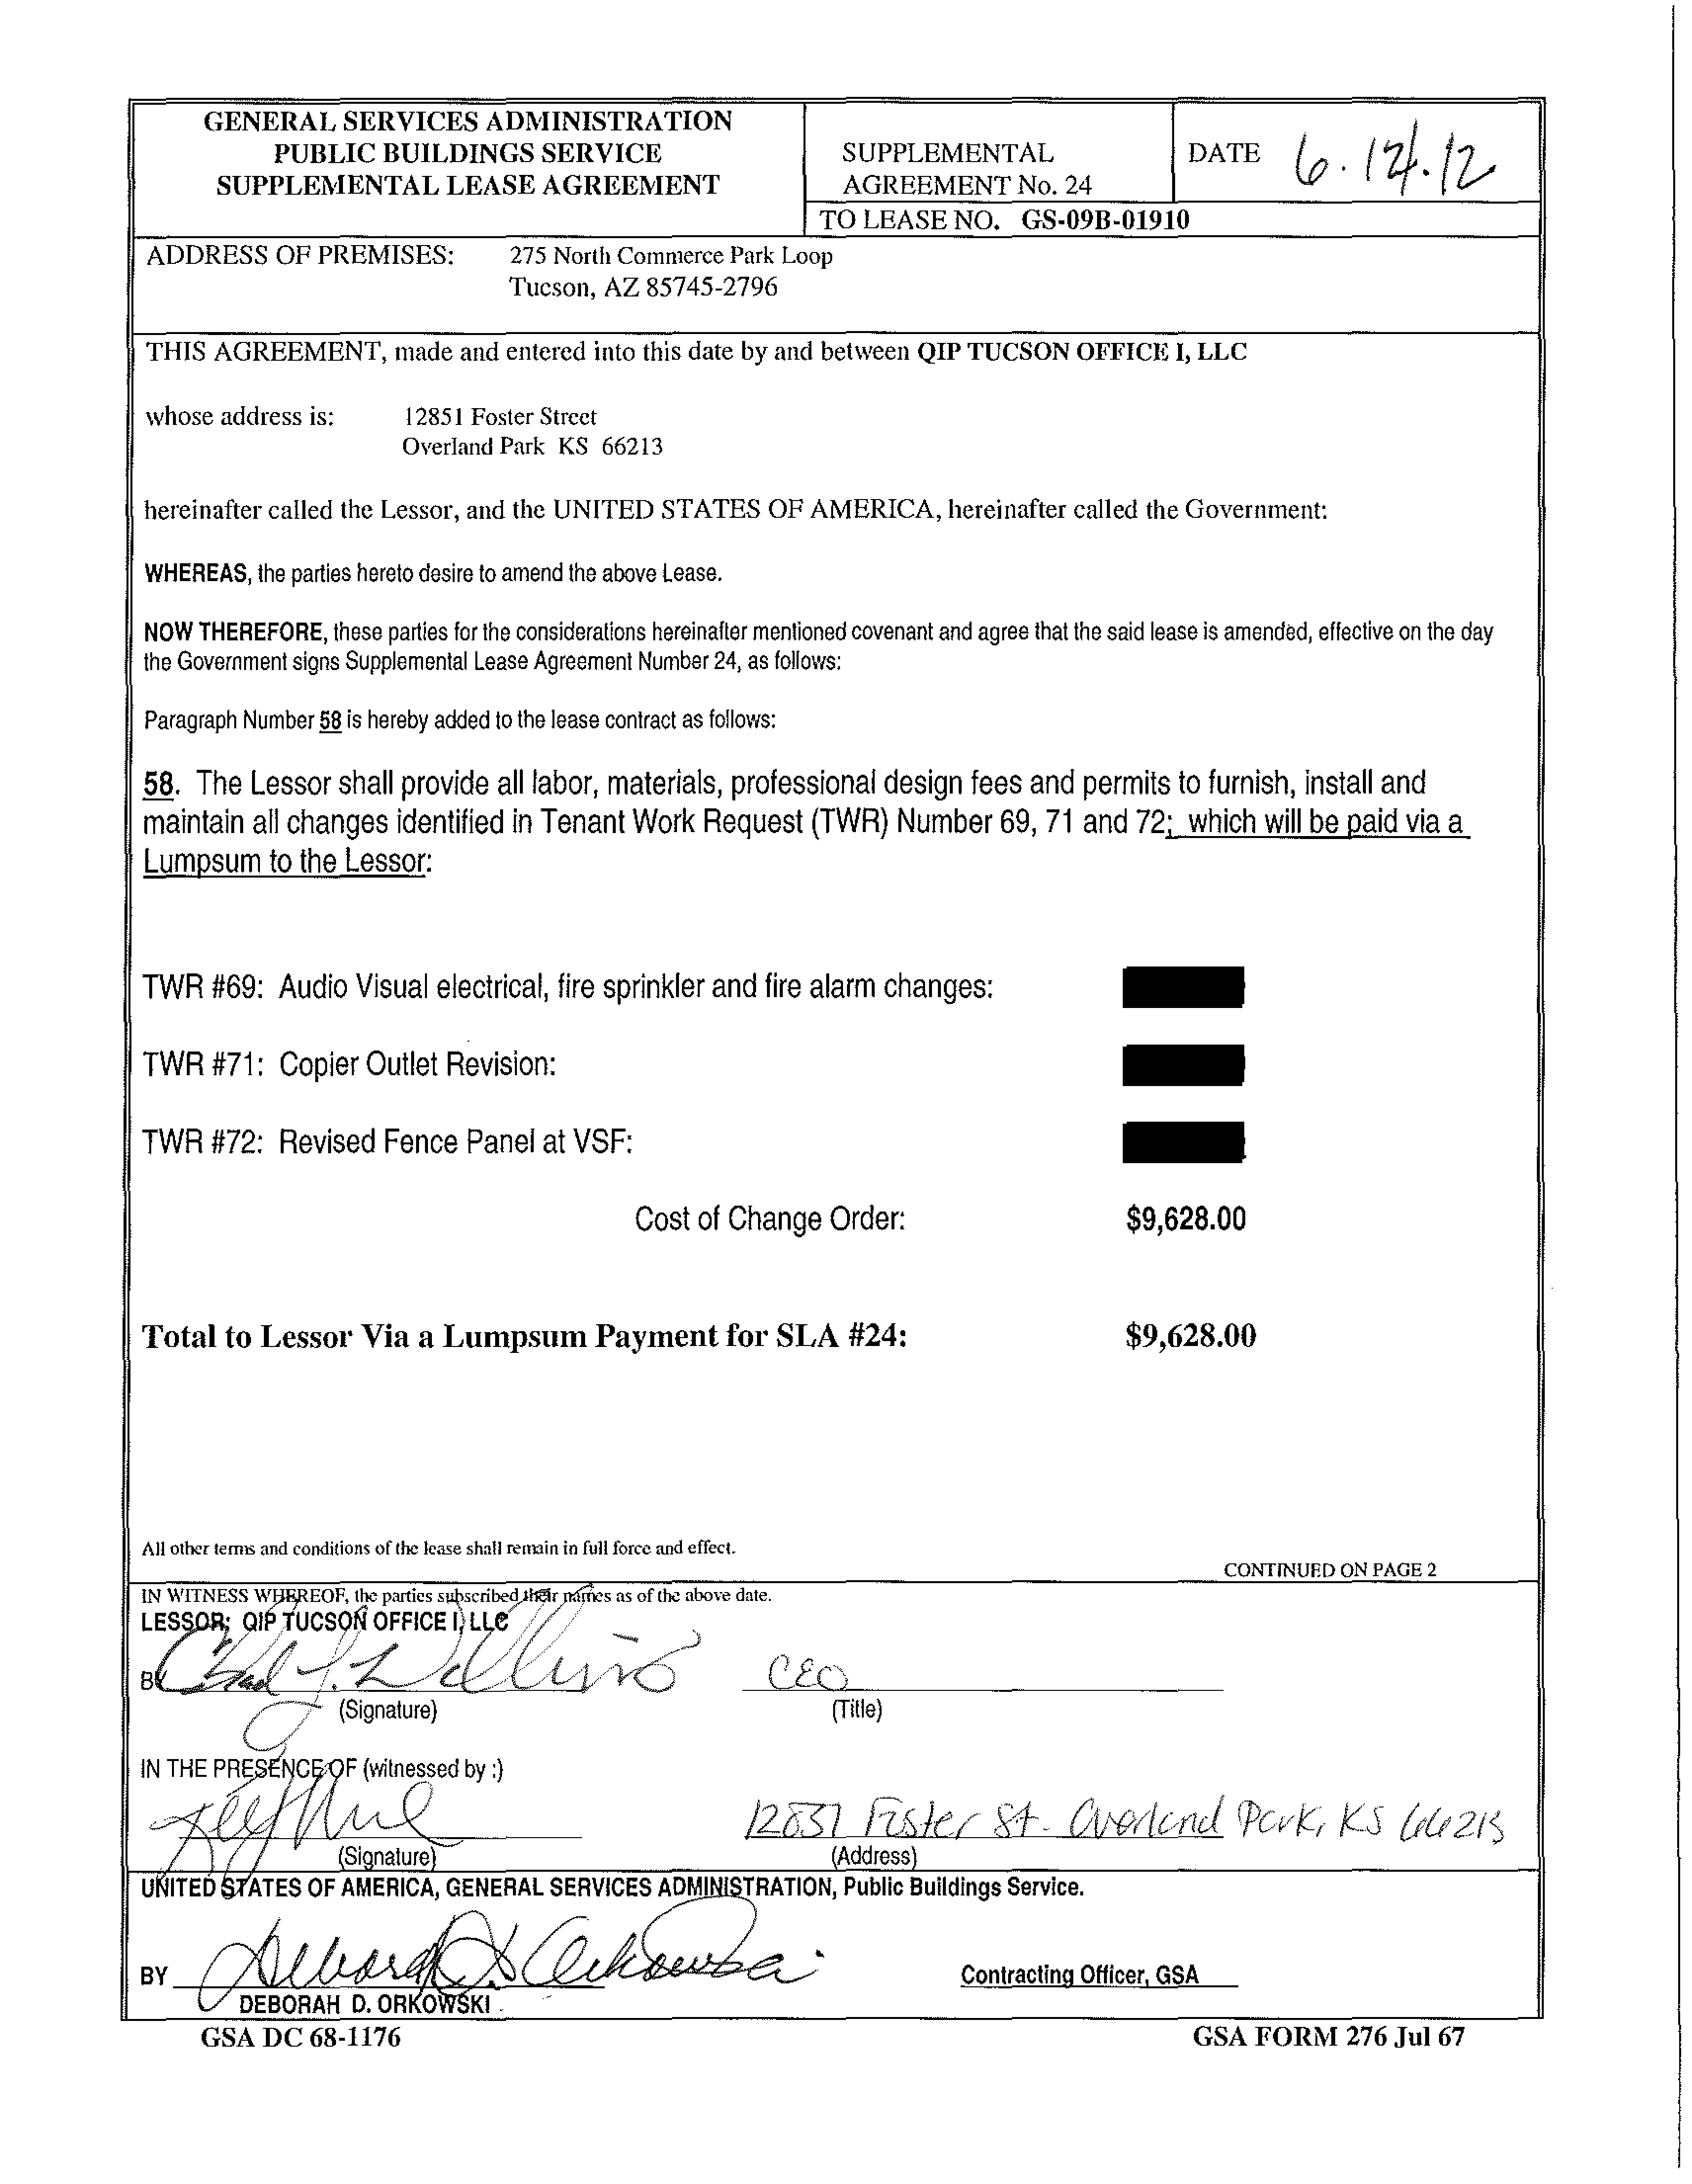 GENERAL SERVICES ADMINISTRATION
PUBLIC BUILDINGS SERVICE
SUPPLEMENTAL LEASE AGREEMENT
SUPPLEMENTAL
AGREEMENT No. 24
DATE
TO LEASE NO. GS-09B-01910
ADDRESS OF PREMISES: 275 North Commerce Park Loop
Tucson, AZ 85745-2796
THIS AGREEMENT, made and entered into this date by and between QIP TUCSON OFFICE I, LLC
whose address is: 12851 Foster Street
Overland Park KS 66213
hereinafter called the Lessor, and the UNITED STATES OF AMERICA, hereinafter called the Government:
WHEREAS, the parties hereto desire to amend the above Lease.
NOW THEREFORE, these parties for the considerations hereinafter mentioned covenant and agree that the said lease is amended, effective on the day
the Government signs Supplemental Lease Agreement Number 24, as follows:
Paragraph Number 58 is hereby added to the lease contract as follows:
58. The Lessor shall provide all labor, materials, professional design fees and permits to furnish, install and
maintain all changes identified in Tenant Work Request (TWR) Number 69, 71 and 72; which will be paid via a
Lumpsum to the Lessor:
TWR #69: Audio Visual electrical, fire sprinkler and fire alarm changes:
TWR #71: Copier Outlet Revision:
TWR #72: Revised Fence Panel at VSF:
Cost of Change Order: $9,628.00
Total to Lessor Via a Lumpsum Payment for SLA #24: $9,628.00
All other terms and conditions of the lease shall remain in full force and effect.
CONTINUED ON PAGE 2
IN WITNESS WHEREOF, the parties subscribed their names as of the above date.
LESSOR: QIP TUCSON OFFICE I, LLC
BY CEO
(Signature) (Title)
IN THE PRESENCE OF (witnessed by :)
Foster St. Overland Park, KS 66213
(Signature) (Address)
UNITED STATES OF AMERICA, GENERAL SERVICES ADMINISTRATION, Public Buildings Service.
BY Contracting Officer, GSA
DEBORAH D. ORKOWSKI
GSA DC 68-1176 GSA FORM 276 Jul 67